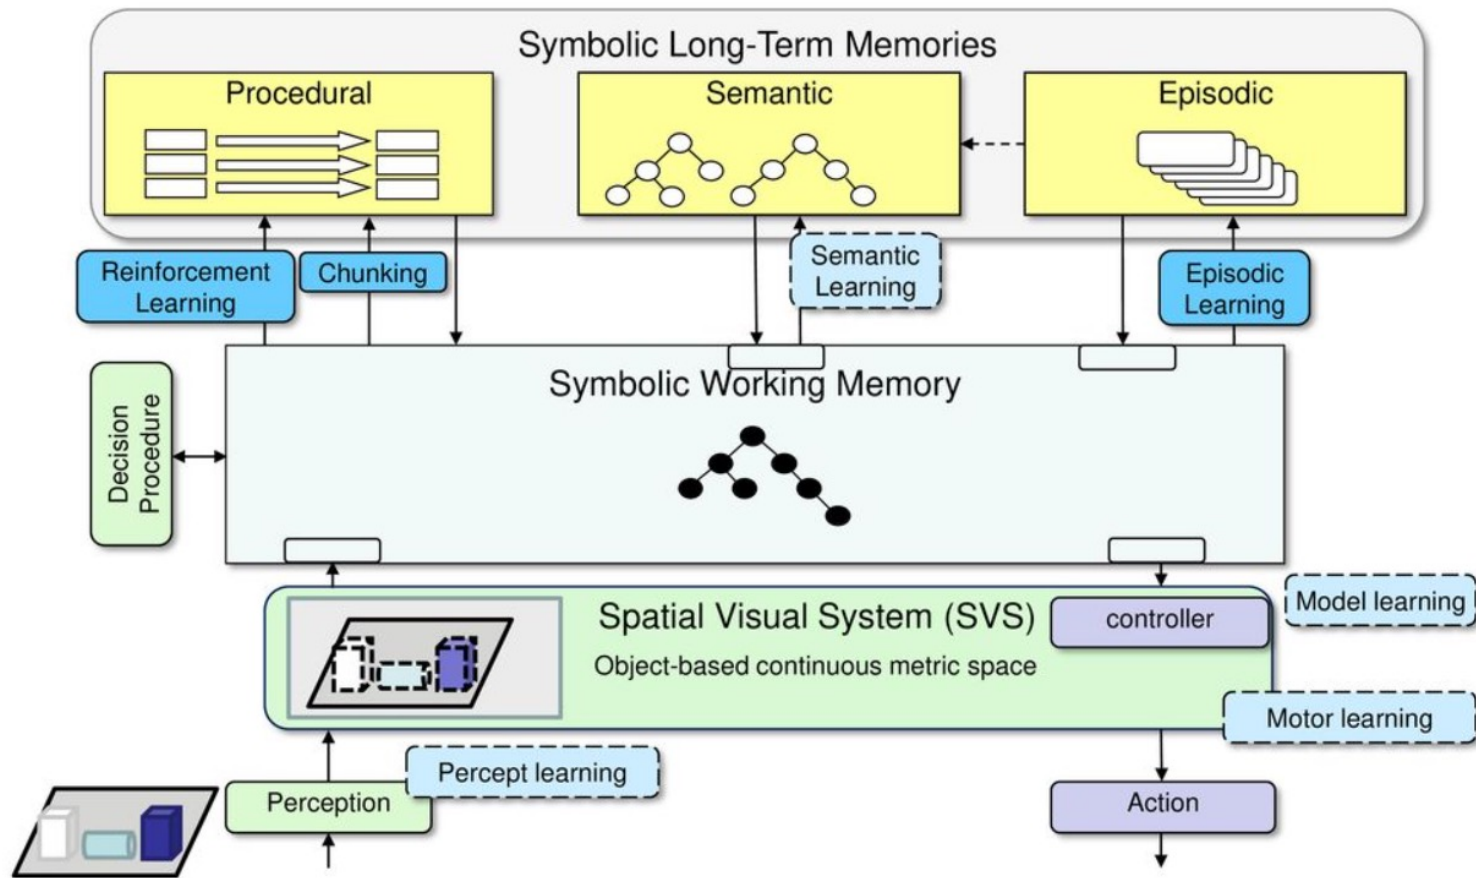 Symbolic Long-Term Memories
Procedural
Semantic
Episodic
Reinforcement
Learning
Chunking
Semantic
Learning
Episodic
Learning
Symbolic Working Memory
Decision
Procedure
Spatial Visual System (SVS)
Object-based continuous metric space
controller
Model learning
Motor learning
Percept learning
Perception
Action